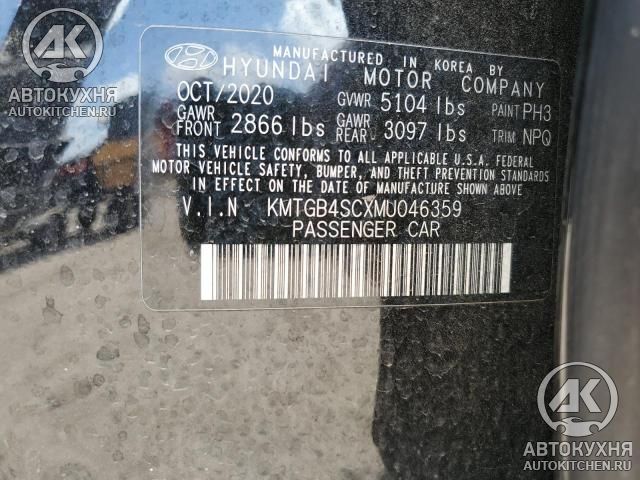 MANUFACTURED IN KOREA BY
HYUNDAI MOTOR COMPANY
OCT/2020 GVWR 5104 lbs PAINT PH3
GAWR FRONT 2866 lbs GAWR REAR 3097 lbs TRIM NPQ
THIS VEHICLE CONFORMS TO ALL APPLICABLE U.S.A. FEDERAL
MOTOR VEHICLE SAFETY, BUMPER, AND THEFT PREVENTION STANDARDS
IN EFFECT ON THE DATE OF MANUFACTURE SHOWN ABOVE.
V.I.N KMTGB4SCXMU046359
PASSENGER CAR
АК
АВТОКУХНЯ
AUTOKITCHEN.RU
АК
АВТОКУХНЯ
AUTOKITCHEN.RU